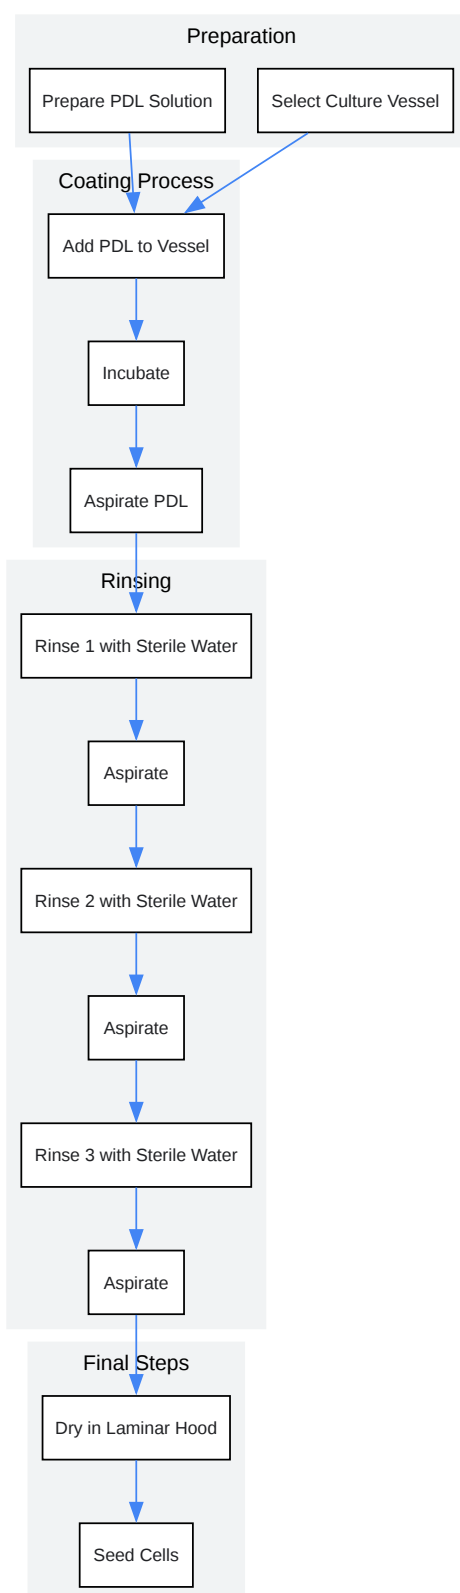 Preparation
Prepare PDL Solution
Select Culture Vessel
Coating Process
Add PDL to Vessel
Incubate
Aspirate PDL
Rinsing
Rinse 1 with Sterile Water
Aspirate
Rinse 2 with Sterile Water
Aspirate
Rinse 3 with Sterile Water
Aspirate
Final Steps
Dry in Laminar Hood
Seed Cells